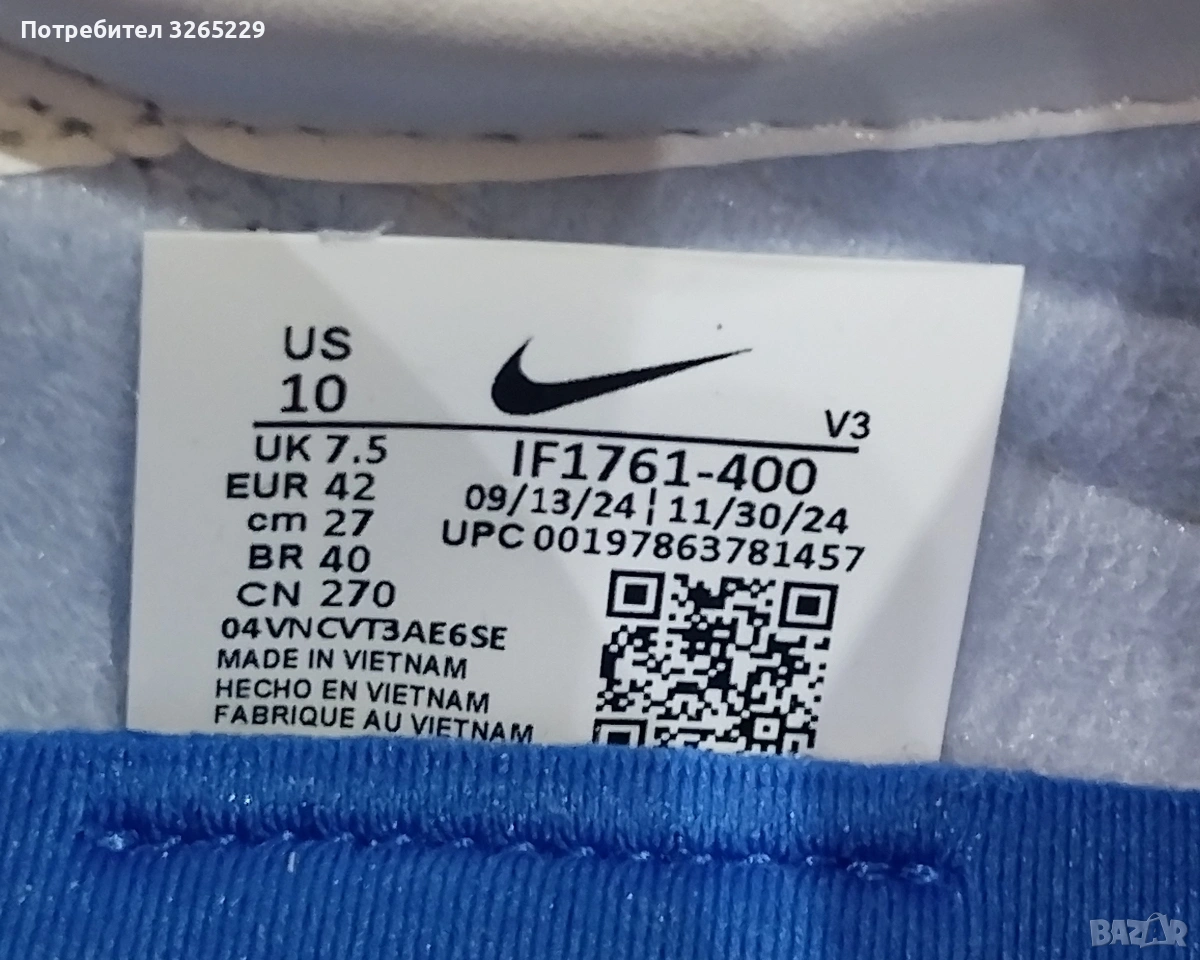 Потребител 3265229
US
10
V3
UK 7.5
EUR 42
cm 27
BR 40
CN 270
04VNCVT3AE6SE
MADE IN VIETNAM
HECHO EN VIETNAM
FABRIQUE AU VIETNAM
IF1761-400
09/13/24 ¦ 11/30/24
UPC 00197863781457
BAZAR